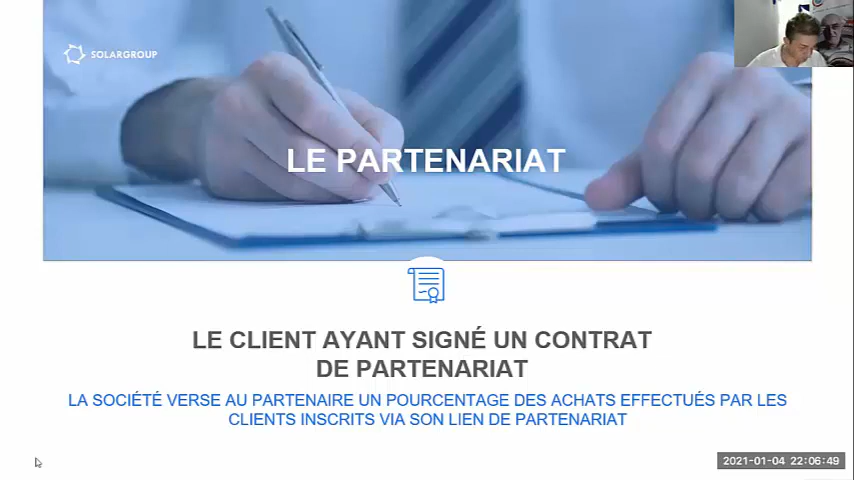 SOLARGROUP
LE PARTENARIAT
LE CLIENT AYANT SIGNÉ UN CONTRAT
DE PARTENARIAT
LA SOCIÉTÉ VERSE AU PARTENAIRE UN POURCENTAGE DES ACHATS EFFECTUÉS PAR LES
CLIENTS INSCRITS VIA SON LIEN DE PARTENARIAT
2021-01-04 22:06:49